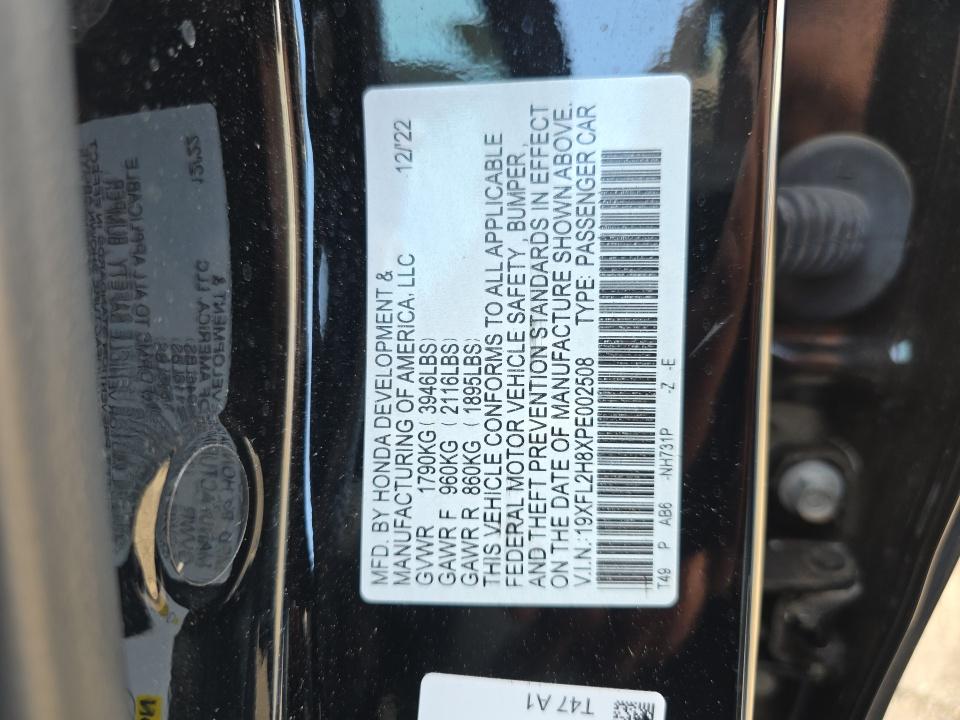 MFD. BY HONDA DEVELOPMENT &
MANUFACTURING OF AMERICA, LLC 12/'22
GVWR 1790KG (3946LBS)
GAWR F 960KG (2116LBS)
GAWR R 860KG (1895LBS)
THIS VEHICLE CONFORMS TO ALL APPLICABLE
FEDERAL MOTOR VEHICLE SAFETY, BUMPER,
AND THEFT PREVENTION STANDARDS IN EFFECT
ON THE DATE OF MANUFACTURE SHOWN ABOVE.
V.I.N.:19XFL2H8XPE002508 TYPE: PASSENGER CAR
T49 P AB6 -NH731P -Z -E
T47 A1